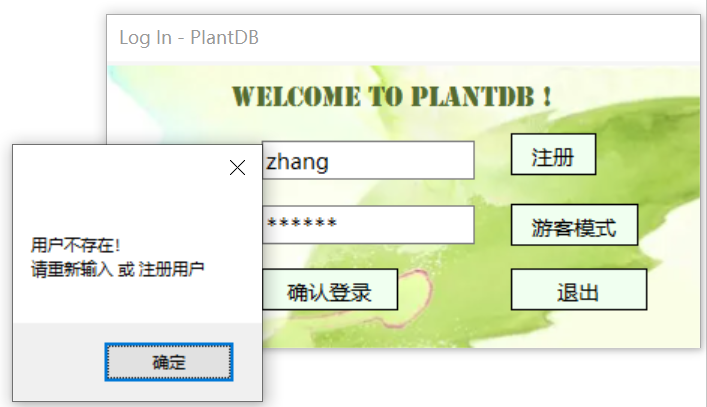 Log In - PlantDB
WELCOME TO PLANTDB !
zhang
注册
******
游客模式
确认登录
退出
用户不存在！
请重新输入 或 注册用户
确定